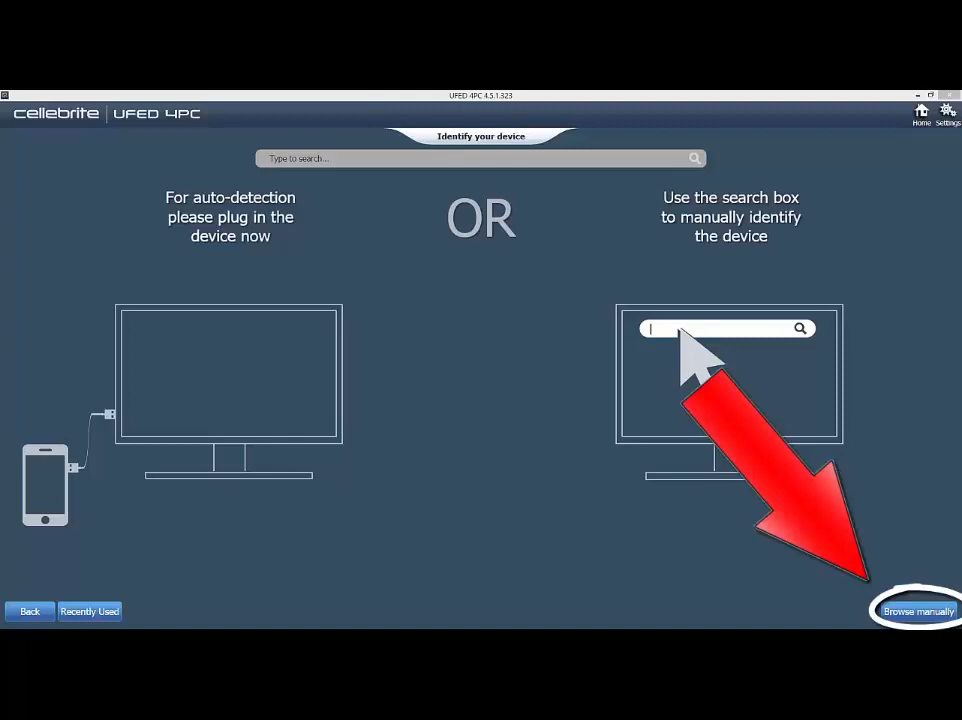 UFED 4PC 4.5.1.323
cellebrite | UFED 4PC
Home
Settings
Identify your device
Type to search...
For auto-detection
please plug in the
device now
OR
Use the search box
to manually identify
the device
Back
Recently Used
Browse manually